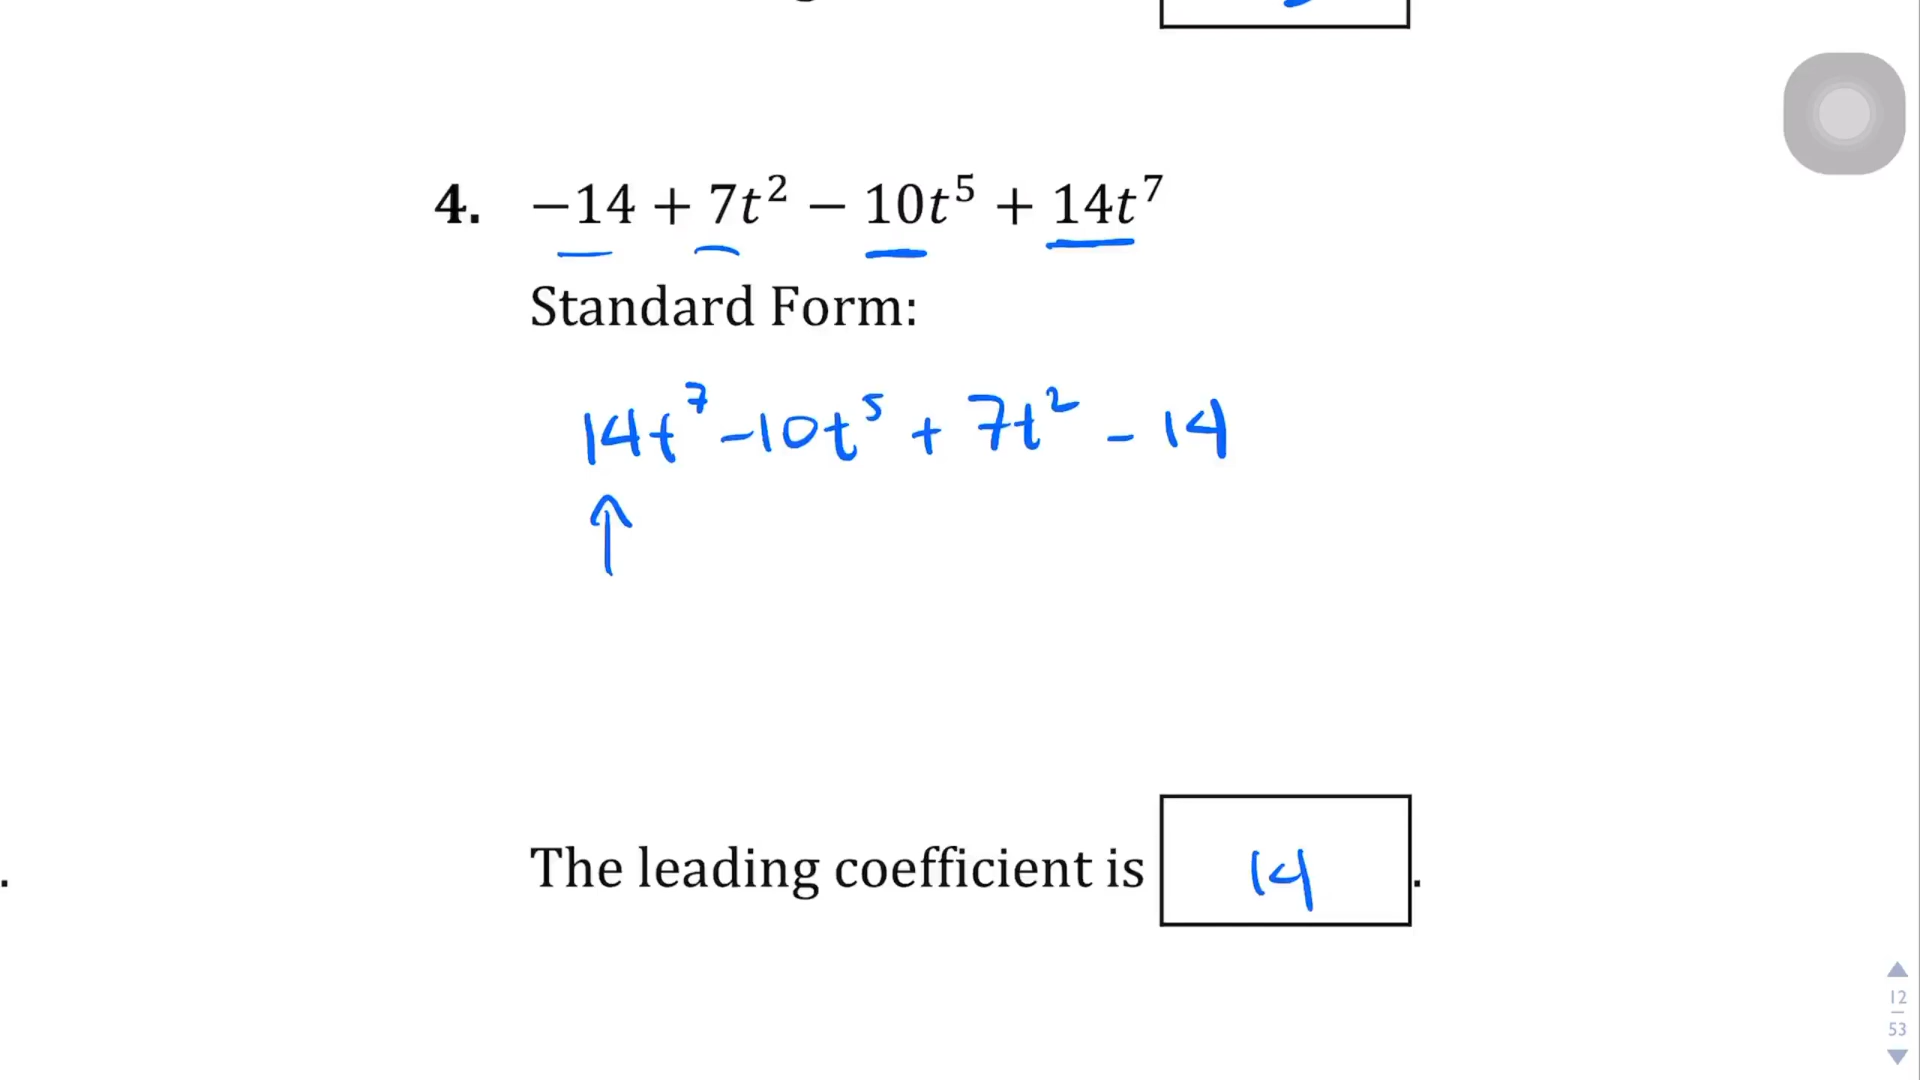 4. −14 + 7t² − 10t⁵ + 14t⁷
Standard Form:
14t⁷ - 10t⁵ + 7t² - 14
The leading coefficient is 14.
.
12
53